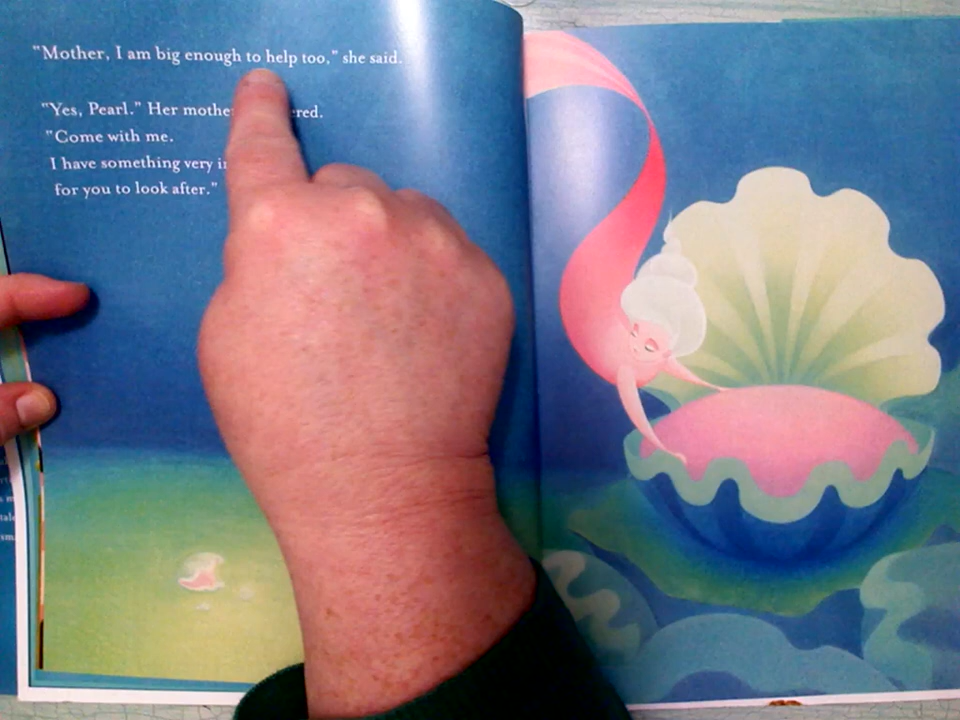 "Mother, I am big enough to help too," she said.
"Yes, Pearl." Her
"Come with me.
I have something very
for you to look after."